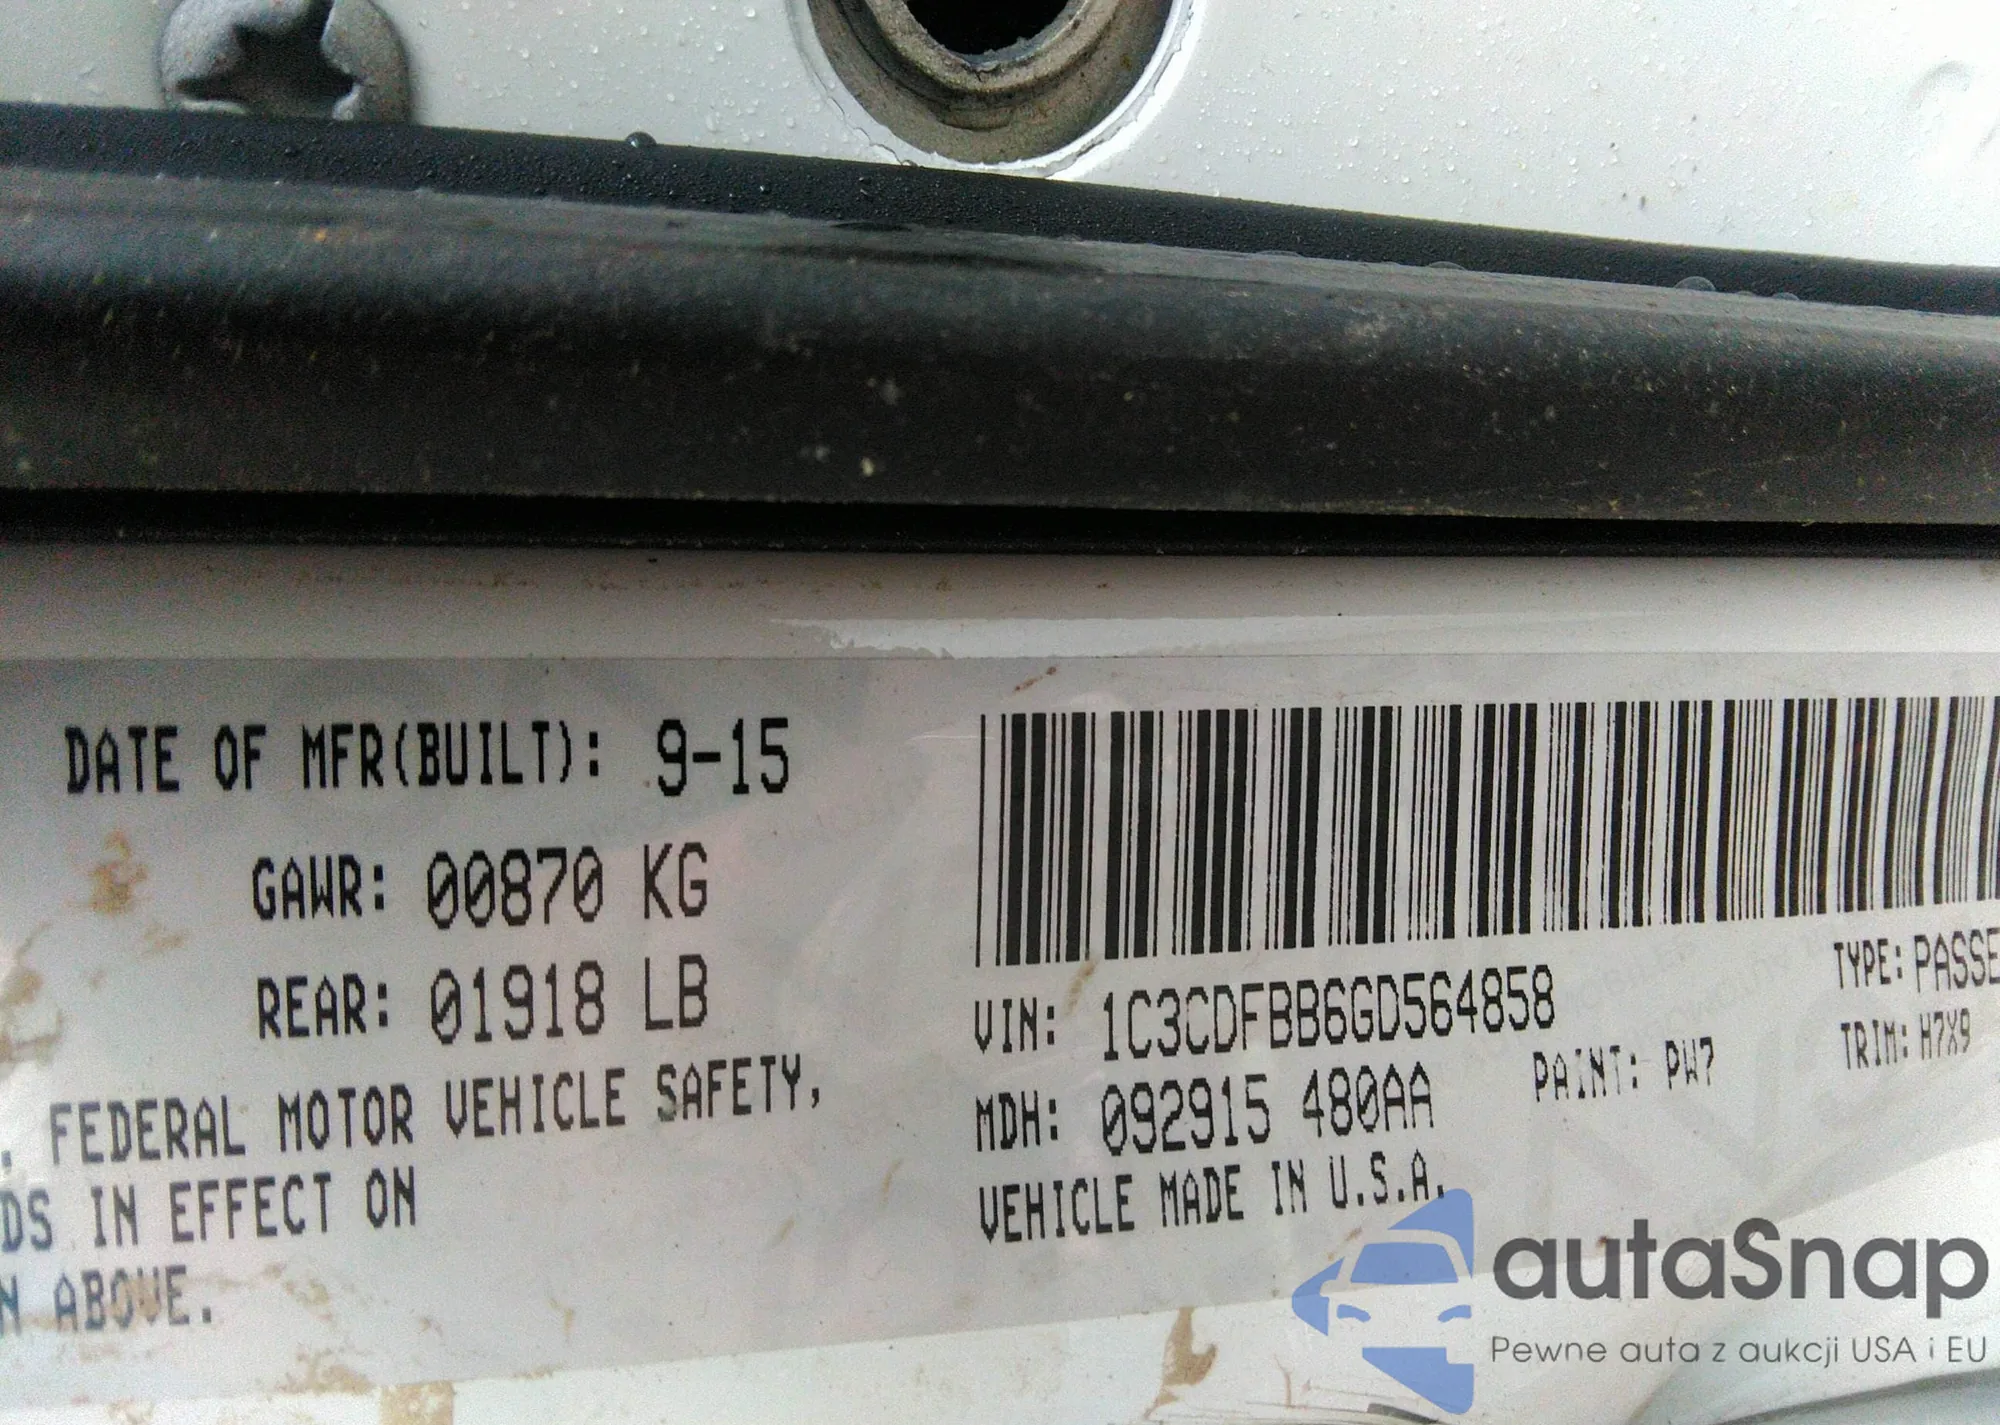 DATE OF MFR(BUILT): 9-15
GAWR: 00870 KG
REAR: 01918 LB
, FEDERAL MOTOR VEHICLE SAFETY,
DS IN EFFECT ON
N ABOVE.
VIN: 1C3CDFBB6GD564858
TYPE: PASSE
MDH: 092915 480AA
PAINT: PW7
TRIM: H7X9
VEHICLE MADE IN U.S.A.
autaSnap
Pewne auta z aukcji USA i EU